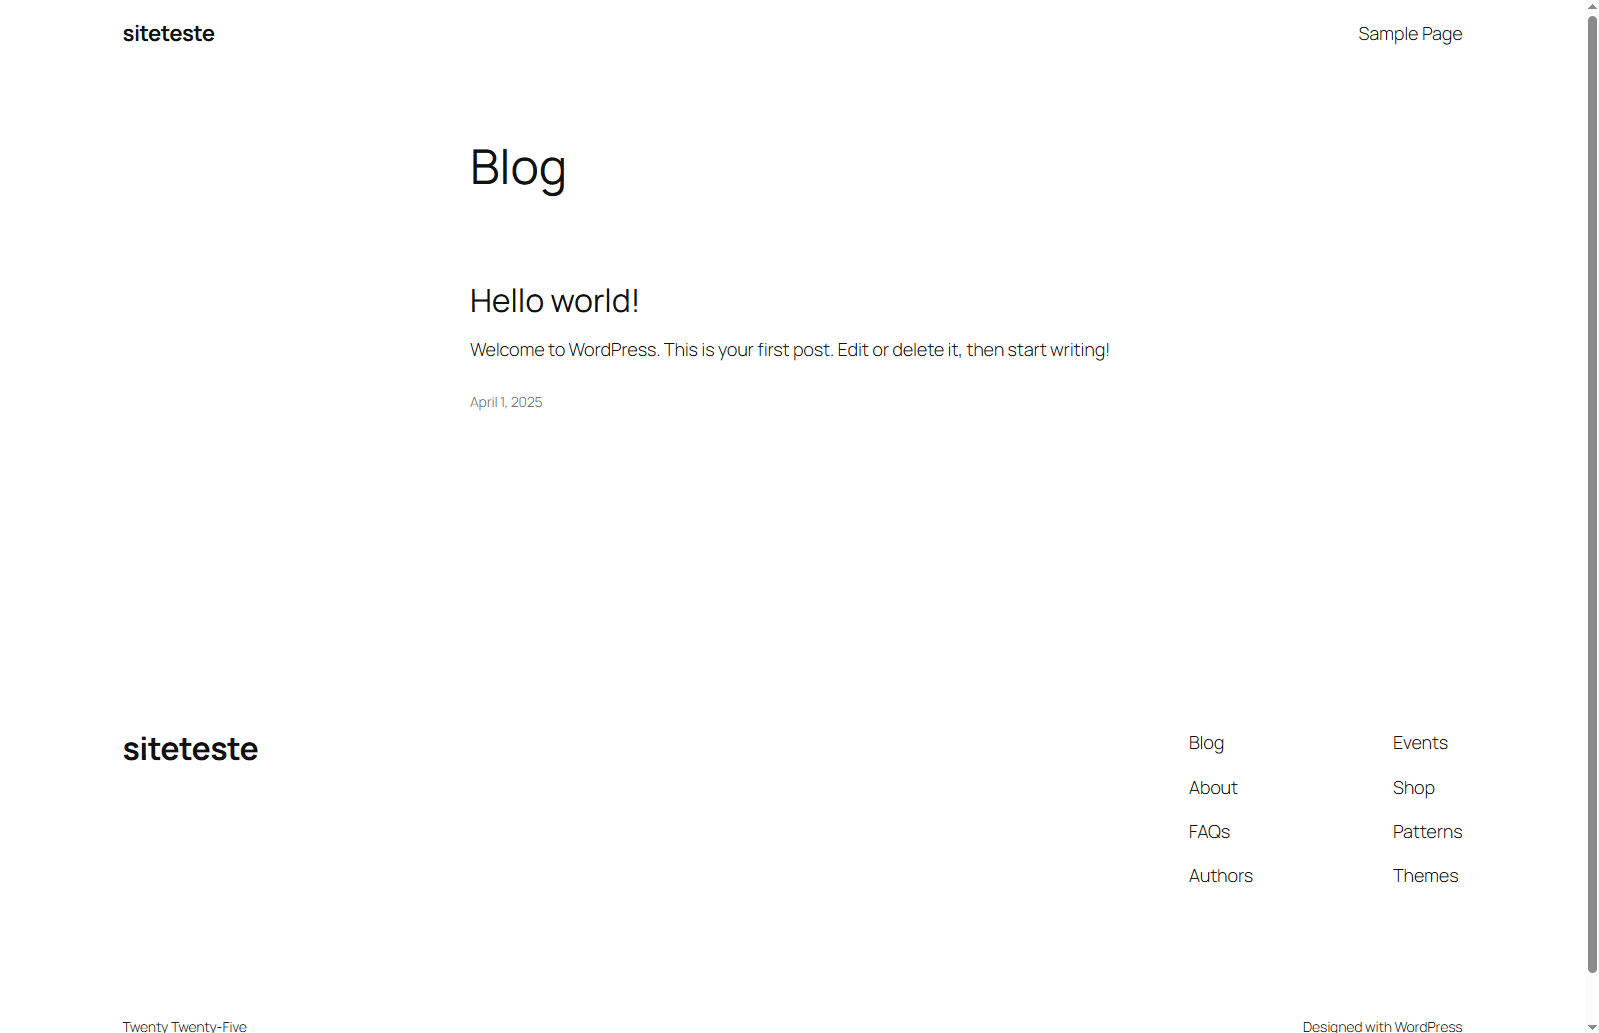 siteteste
Sample Page
Blog
Hello world!
Welcome to WordPress. This is your first post. Edit or delete it, then start writing!
April 1, 2025
siteteste
Blog
About
FAQs
Authors
Events
Shop
Patterns
Themes
Twenty Twenty-Five
Designed with WordPress